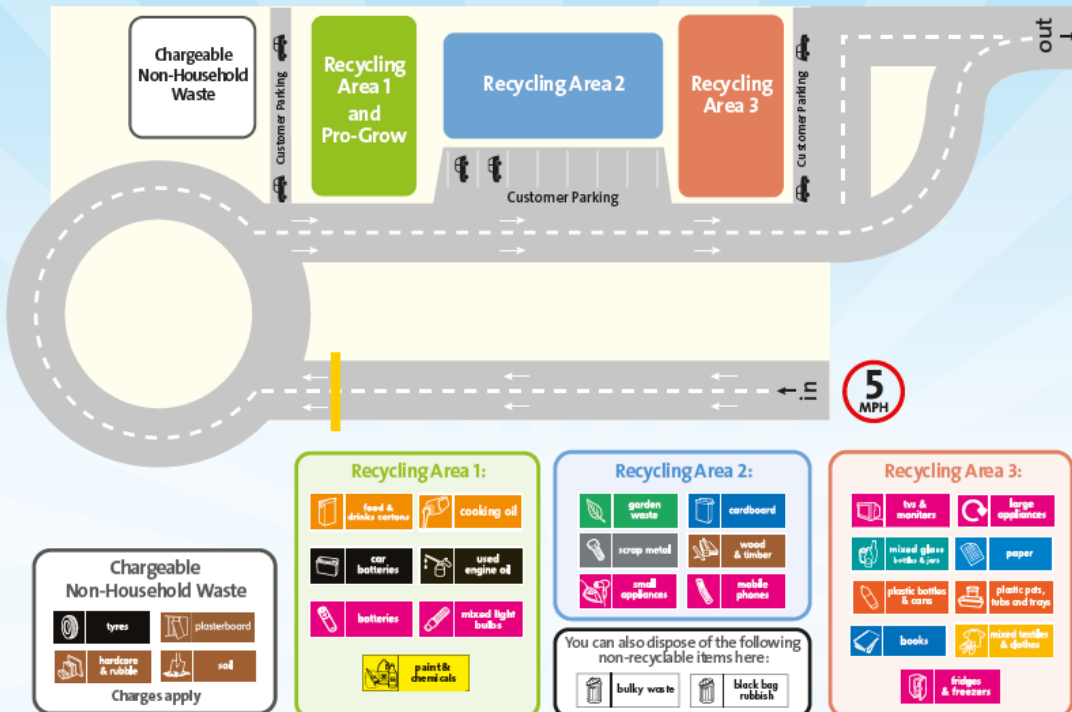 Chargeable
Non-Household
Waste
Customer Parking
Recycling
Area 1
and
Pro-Grow
Recycling Area 2
Customer Parking
Recycling
Area 3
Customer Parking
out
in
5
MPH
Chargeable
Non-Household Waste
tyres
plasterboard
hardcore
& rubble
soil
Charges apply
Recycling Area 1:
food &
drinks cartons
cooking oil
car
batteries
used
engine oil
batteries
mixed light
bulbs
paint &
chemicals
Recycling Area 2:
garden
waste
cardboard
scrap metal
wood
& timber
small
appliances
mobile
phones
You can also dispose of the following
non-recyclable items here:
bulky waste
black bag
rubbish
Recycling Area 3:
tvs &
monitors
large
appliances
mixed glass
bottles & jars
paper
plastic bottles
& cans
plastic pots,
tubs and trays
books
mixed textiles
& clothes
fridges
& freezers